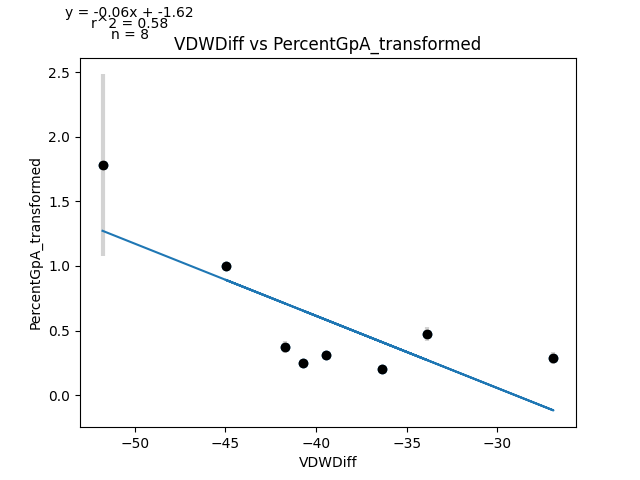 y = -0.06x + -1.62
r^2 = 0.58
n = 8
VDWDiff vs PercentGpA_transformed
2.5
2.0
1.5
1.0
0.5
0.0
PercentGpA_transformed
−50
−45
−40
−35
−30
VDWDiff